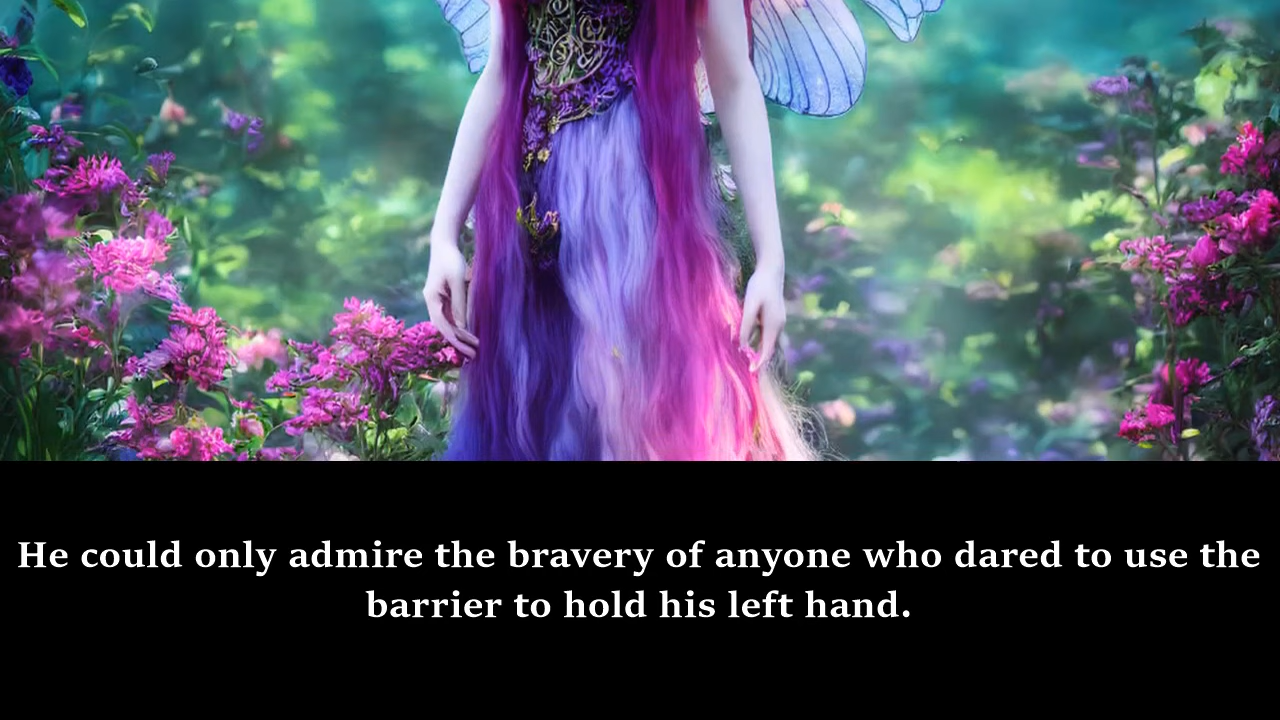 He could only admire the bravery of anyone who dared to use the
barrier to hold his left hand.